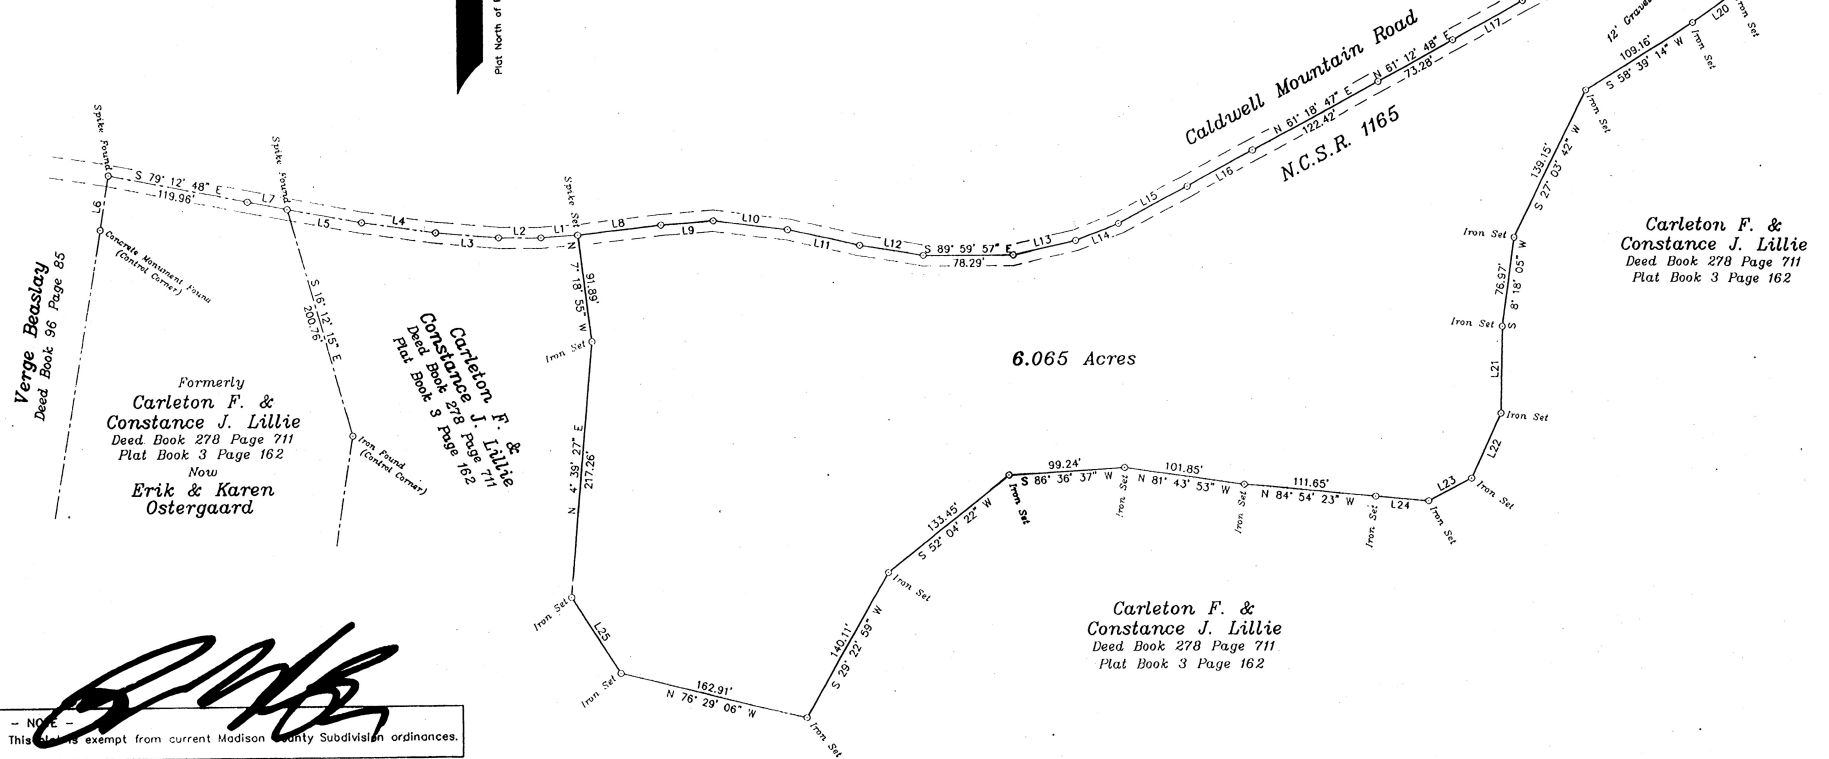 Plat North of
Caldwell Mountain Road
N.C.S.R. 1165
12' Gravel
L20
Iron Set
109.16'
S 58° 39' 14" W
Iron Set
L17
N 61° 12' 48" E
73.28'
N 61° 18' 47" E
122.42'
L16
L15
L14
L13
S 89° 59' 57" E
78.29'
L12
L11
L10
L9
L8
L1
L2
L3
L4
L5
L7
S 79° 12' 48" E
119.96'
L6
Spike Found
Spike Found
Spike Set
Concrete Monument Found
(Control Corner)
Verge Beaslay
Deed Book 96 Page 85
S 16° 12' 15" E
200.76'
Iron Found
(Control Corner)
Formerly
Carleton F. &
Constance J. Lillie
Deed Book 278 Page 711
Plat Book 3 Page 162
Now
Erik & Karen
Ostergaard
Carleton F. &
Constance J. Lillie
Deed Book 278 Page 711
Plat Book 3 Page 162
N 7° 18' 55" W
91.89'
Iron Set
N 4° 39' 27" E
217.26'
Iron Set
L25
Iron Set
162.91'
N 76° 29' 06" W
Iron Set
140.11'
S 29° 22' 59" W
Iron Set
133.45'
S 52° 04' 22" W
Iron Set
99.24'
S 86° 36' 37" W
Iron Set
101.85'
N 81° 43' 53" W
Iron Set
111.65'
N 84° 54' 23" W
Iron Set
L24
Iron Set
L23
Iron Set
L22
Iron Set
L21
Iron Set
76.97'
S 8° 18' 05" W
Iron Set
139.15'
S 27° 03' 42" W
Iron Set
6.065 Acres
Carleton F. &
Constance J. Lillie
Deed Book 278 Page 711
Plat Book 3 Page 162
Carleton F. &
Constance J. Lillie
Deed Book 278 Page 711
Plat Book 3 Page 162
– NOTE –
This plat is exempt from current Madison County Subdivision ordinances.